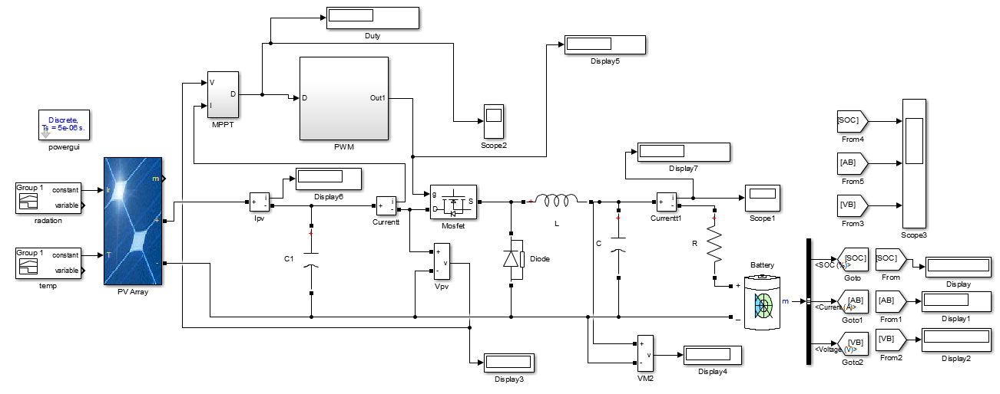 Duty
Display5
V
I
D
MPPT
D
Out1
PWM
Scope2
Discrete,
Ts = 5e-06 s.
powergui
Display7
[SOC]
From4
[AB]
From5
[VB]
From3
Scope3
Group 1
constant
variable
radation
Ir
m
+
T
-
PV Array
Display6
+
i
-
Ipv
+
i
-
Currentt
g
D
S
Mosfet
+
L
+
i
-
Currentt1
Scope1
+
C1
+
v
-
Vpv
Diode
+
C
+
R
Group 1
constant
variable
temp
Battery
+
m
_
<SOC (%)>
[SOC]
Goto
[SOC]
From
Display
<Current (A)>
[AB]
Goto1
[AB]
From1
Display1
<Voltage (V)>
[VB]
Goto2
[VB]
From2
Display2
Display3
+
v
-
VM2
Display4